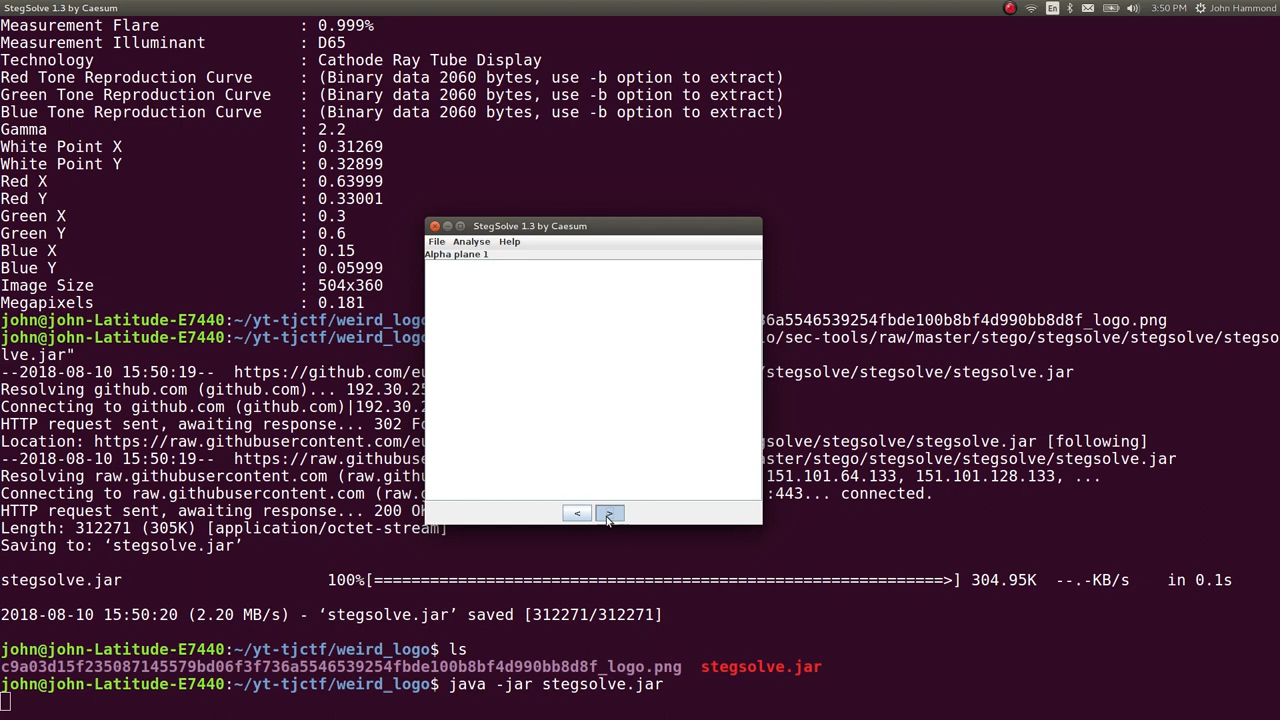 StegSolve 1.3 by Caesum
En
3:50 PM
John Hammond
Measurement Flare : 0.999%
Measurement Illuminant : D65
Technology : Cathode Ray Tube Display
Red Tone Reproduction Curve : (Binary data 2060 bytes, use -b option to extract)
Green Tone Reproduction Curve : (Binary data 2060 bytes, use -b option to extract)
Blue Tone Reproduction Curve : (Binary data 2060 bytes, use -b option to extract)
Gamma : 2.2
White Point X : 0.31269
White Point Y : 0.32899
Red X : 0.63999
Red Y : 0.33001
Green X : 0.3
Green Y : 0.6
Blue X : 0.15
Blue Y : 0.05999
Image Size : 504x360
Megapixels : 0.181
StegSolve 1.3 by Caesum
File Analyse Help
Alpha plane 1
< >
john@john-Latitude-E7440:~/yt-tjctf/weird_logo 36a5546539254fbde100b8bf4d990bb8d8f_logo.png
john@john-Latitude-E7440:~/yt-tjctf/weird_logo io/sec-tools/raw/master/stego/stegsolve/stegsolve/stegso
lve.jar"
--2018-08-10 15:50:19-- https://github.com/eu /stegsolve/stegsolve/stegsolve.jar
Resolving github.com (github.com)... 192.30.25
Connecting to github.com (github.com)|192.30.2
HTTP request sent, awaiting response... 302 Fo
Location: https://raw.githubusercontent.com/eu gsolve/stegsolve/stegsolve.jar [following]
--2018-08-10 15:50:19-- https://raw.githubuse ster/stego/stegsolve/stegsolve/stegsolve.jar
Resolving raw.githubusercontent.com (raw.gith 151.101.64.133, 151.101.128.133, ...
Connecting to raw.githubusercontent.com (raw.g :443... connected.
HTTP request sent, awaiting response... 200 OK
Length: 312271 (305K) [application/octet-stream]
Saving to: ‘stegsolve.jar’
stegsolve.jar 100%[===========================================================>] 304.95K --.-KB/s in 0.1s
2018-08-10 15:50:20 (2.20 MB/s) - ‘stegsolve.jar’ saved [312271/312271]
john@john-Latitude-E7440:~/yt-tjctf/weird_logo$ ls
c9a03d15f235087145579bd06f3f736a5546539254fbde100b8bf4d990bb8d8f_logo.png stegsolve.jar
john@john-Latitude-E7440:~/yt-tjctf/weird_logo$ java -jar stegsolve.jar